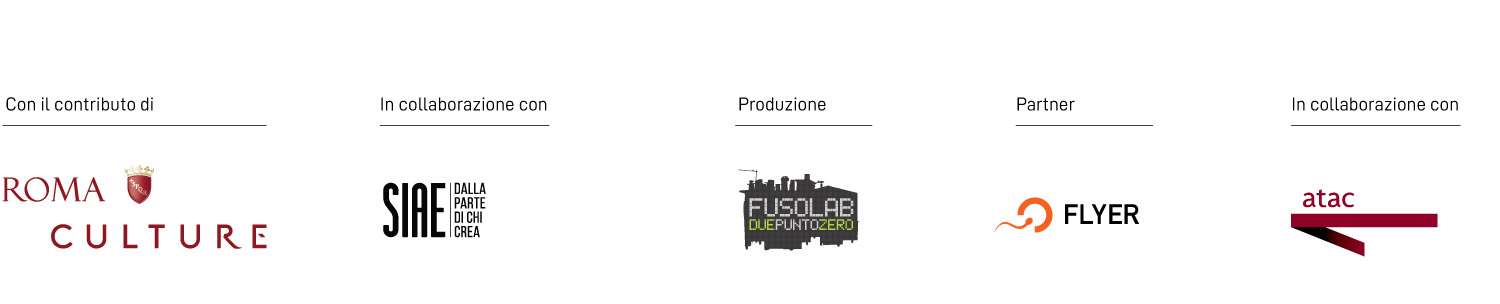 Con il contributo di
ROMA
CULTURE
In collaborazione con
SIAE
DALLA
PARTE
DI CHI
CREA
Produzione
FUSOLAB
DUEPUNTOZERO
Partner
FLYER
In collaborazione con
atac